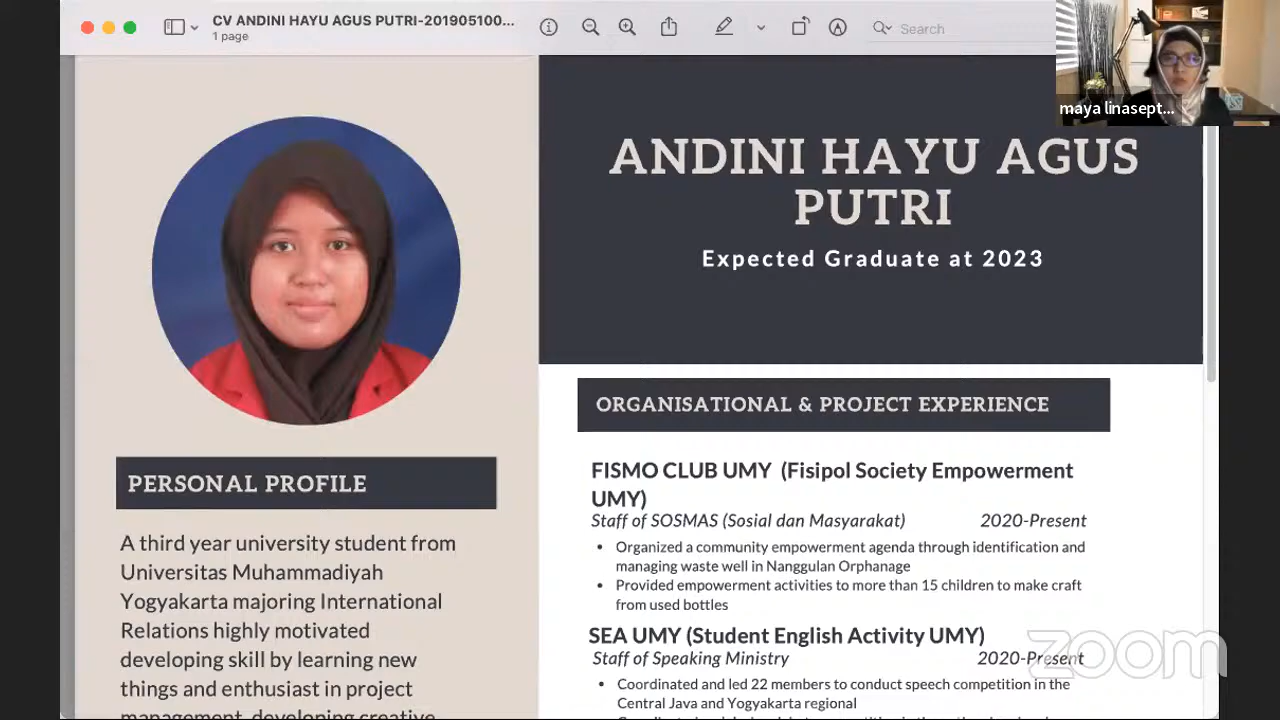 CV ANDINI HAYU AGUS PUTRI-201905100...
1 page
Search
maya linasept...
ANDINI HAYU AGUS
PUTRI
Expected Graduate at 2023
PERSONAL PROFILE
A third year university student from
Universitas Muhammadiyah
Yogyakarta majoring International
Relations highly motivated
developing skill by learning new
things and enthusiast in project
management, developing creative
ORGANISATIONAL & PROJECT EXPERIENCE
FISMO CLUB UMY (Fisipol Society Empowerment
UMY)
Staff of SOSMAS (Sosial dan Masyarakat) 2020-Present
• Organized a community empowerment agenda through identification and
managing waste well in Nanggulan Orphanage
• Provided empowerment activities to more than 15 children to make craft
from used bottles
SEA UMY (Student English Activity UMY)
Staff of Speaking Ministry 2020-Present
• Coordinated and led 22 members to conduct speech competition in the
Central Java and Yogyakarta regional
zoom